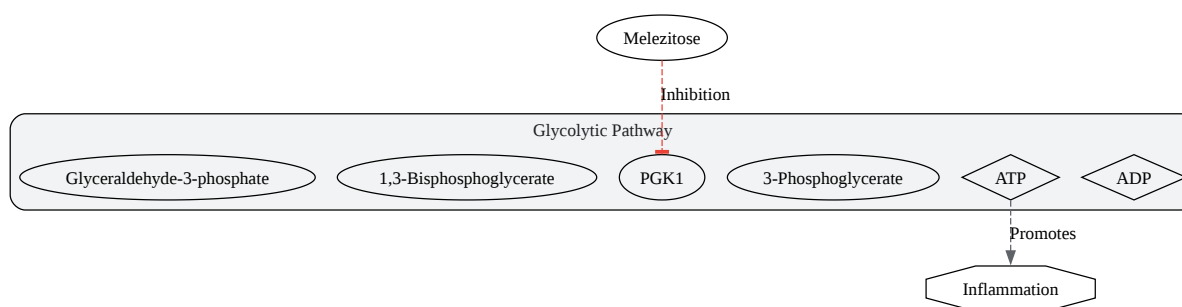 Melezitose
Inhibition
Glycolytic Pathway
Glyceraldehyde-3-phosphate
1,3-Bisphosphoglycerate
PGK1
3-Phosphoglycerate
ATP
ADP
Promotes
Inflammation